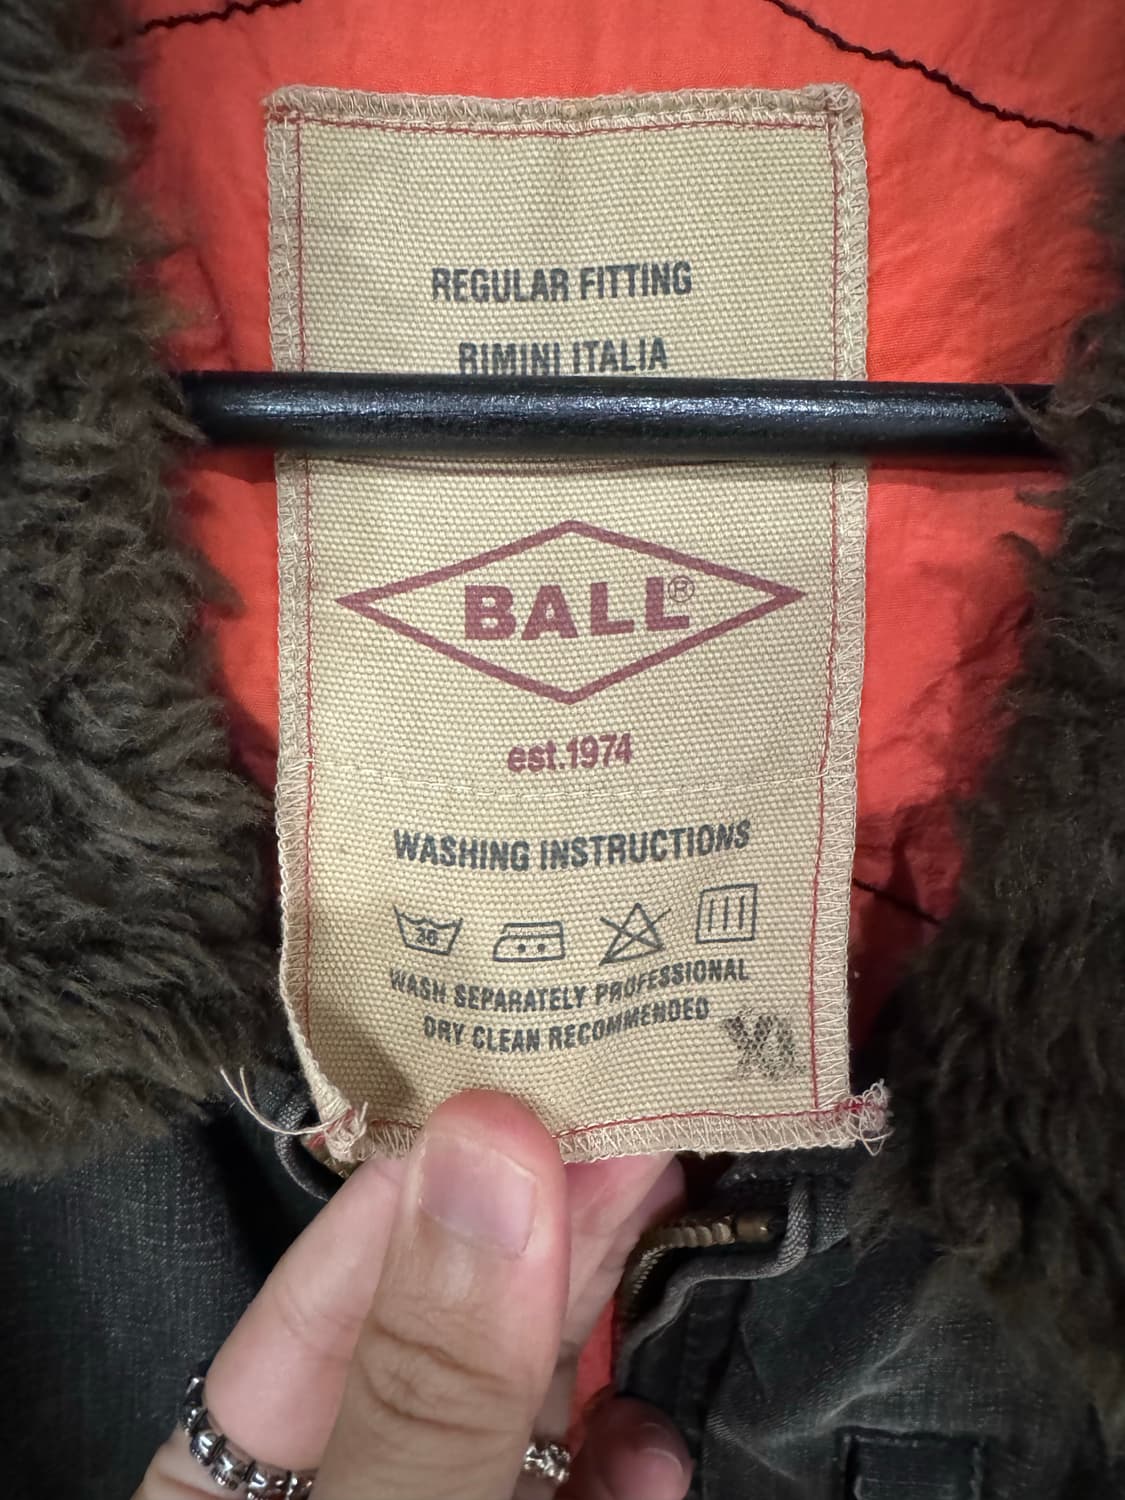 REGULAR FITTING
RIMINI ITALIA
BALL®
est.1974
WASHING INSTRUCTIONS
30
WASH SEPARATELY PROFESSIONAL
DRY CLEAN RECOMMENDED